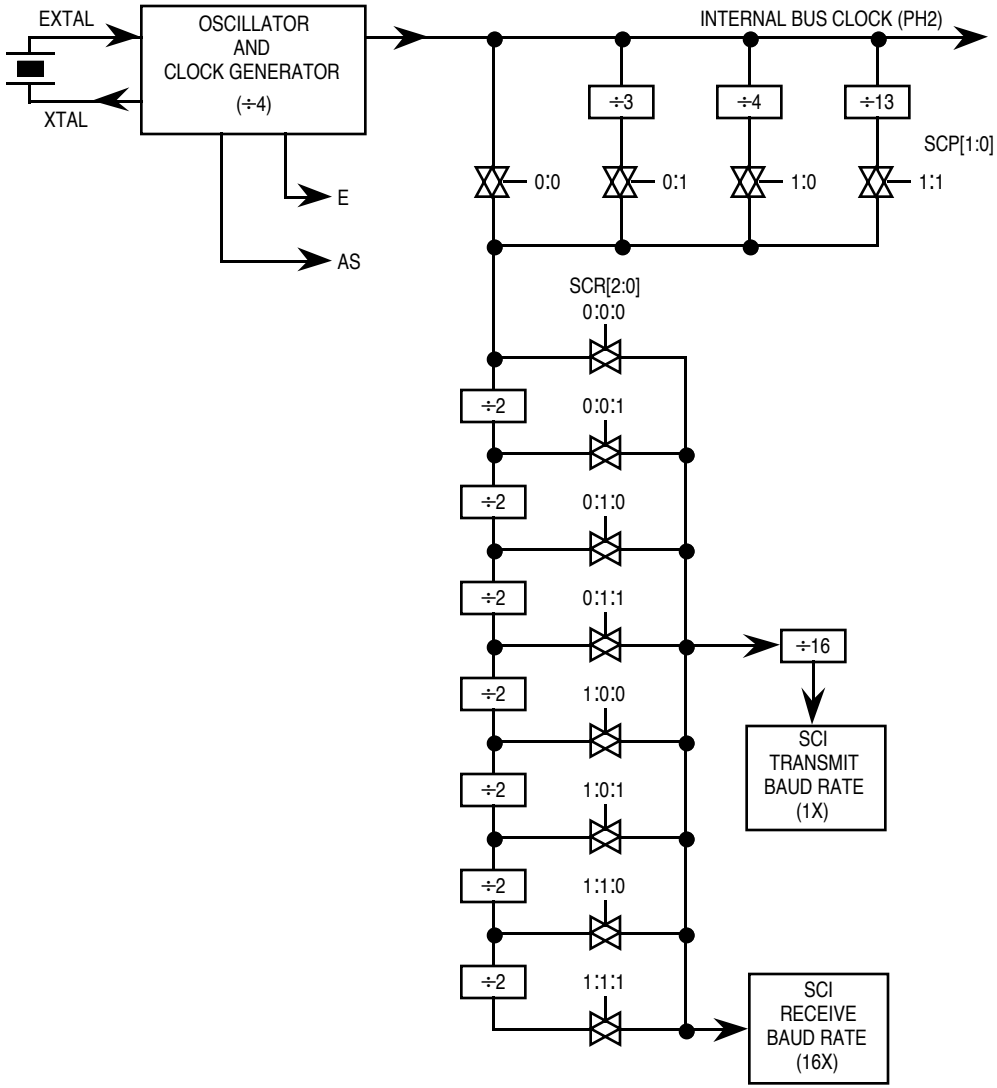 EXTAL
XTAL
OSCILLATOR
AND
CLOCK GENERATOR
(÷4)
INTERNAL BUS CLOCK (PH2)
÷3
÷4
÷13
SCP[1:0]
0:0
0:1
1:0
1:1
E
AS
SCR[2:0]
0:0:0
÷2
0:0:1
÷2
0:1:0
÷2
0:1:1
÷16
÷2
1:0:0
SCI
TRANSMIT
BAUD RATE
(1X)
÷2
1:0:1
÷2
1:1:0
÷2
1:1:1
SCI
RECEIVE
BAUD RATE
(16X)